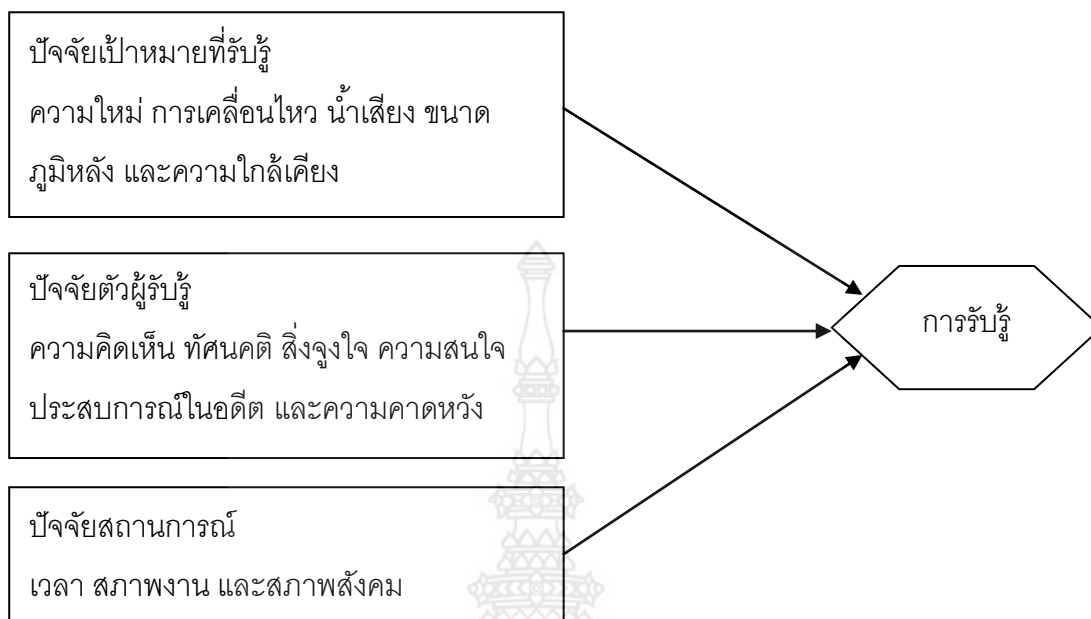 ปัจจัยเป้าหมายที่รับรู้
ความใหม่ การเคลื่อนไหว น้ำเสียง ขนาด
ภูมิหลัง และความใกล้เคียง
ปัจจัยตัวผู้รับรู้
ความคิดเห็น ทัศนคติ สิ่งจูงใจ ความสนใจ
ประสบการณ์ในอดีต และความคาดหวัง
การรับรู้
ปัจจัยสถานการณ์
เวลา สภาพงาน และสภาพสังคม